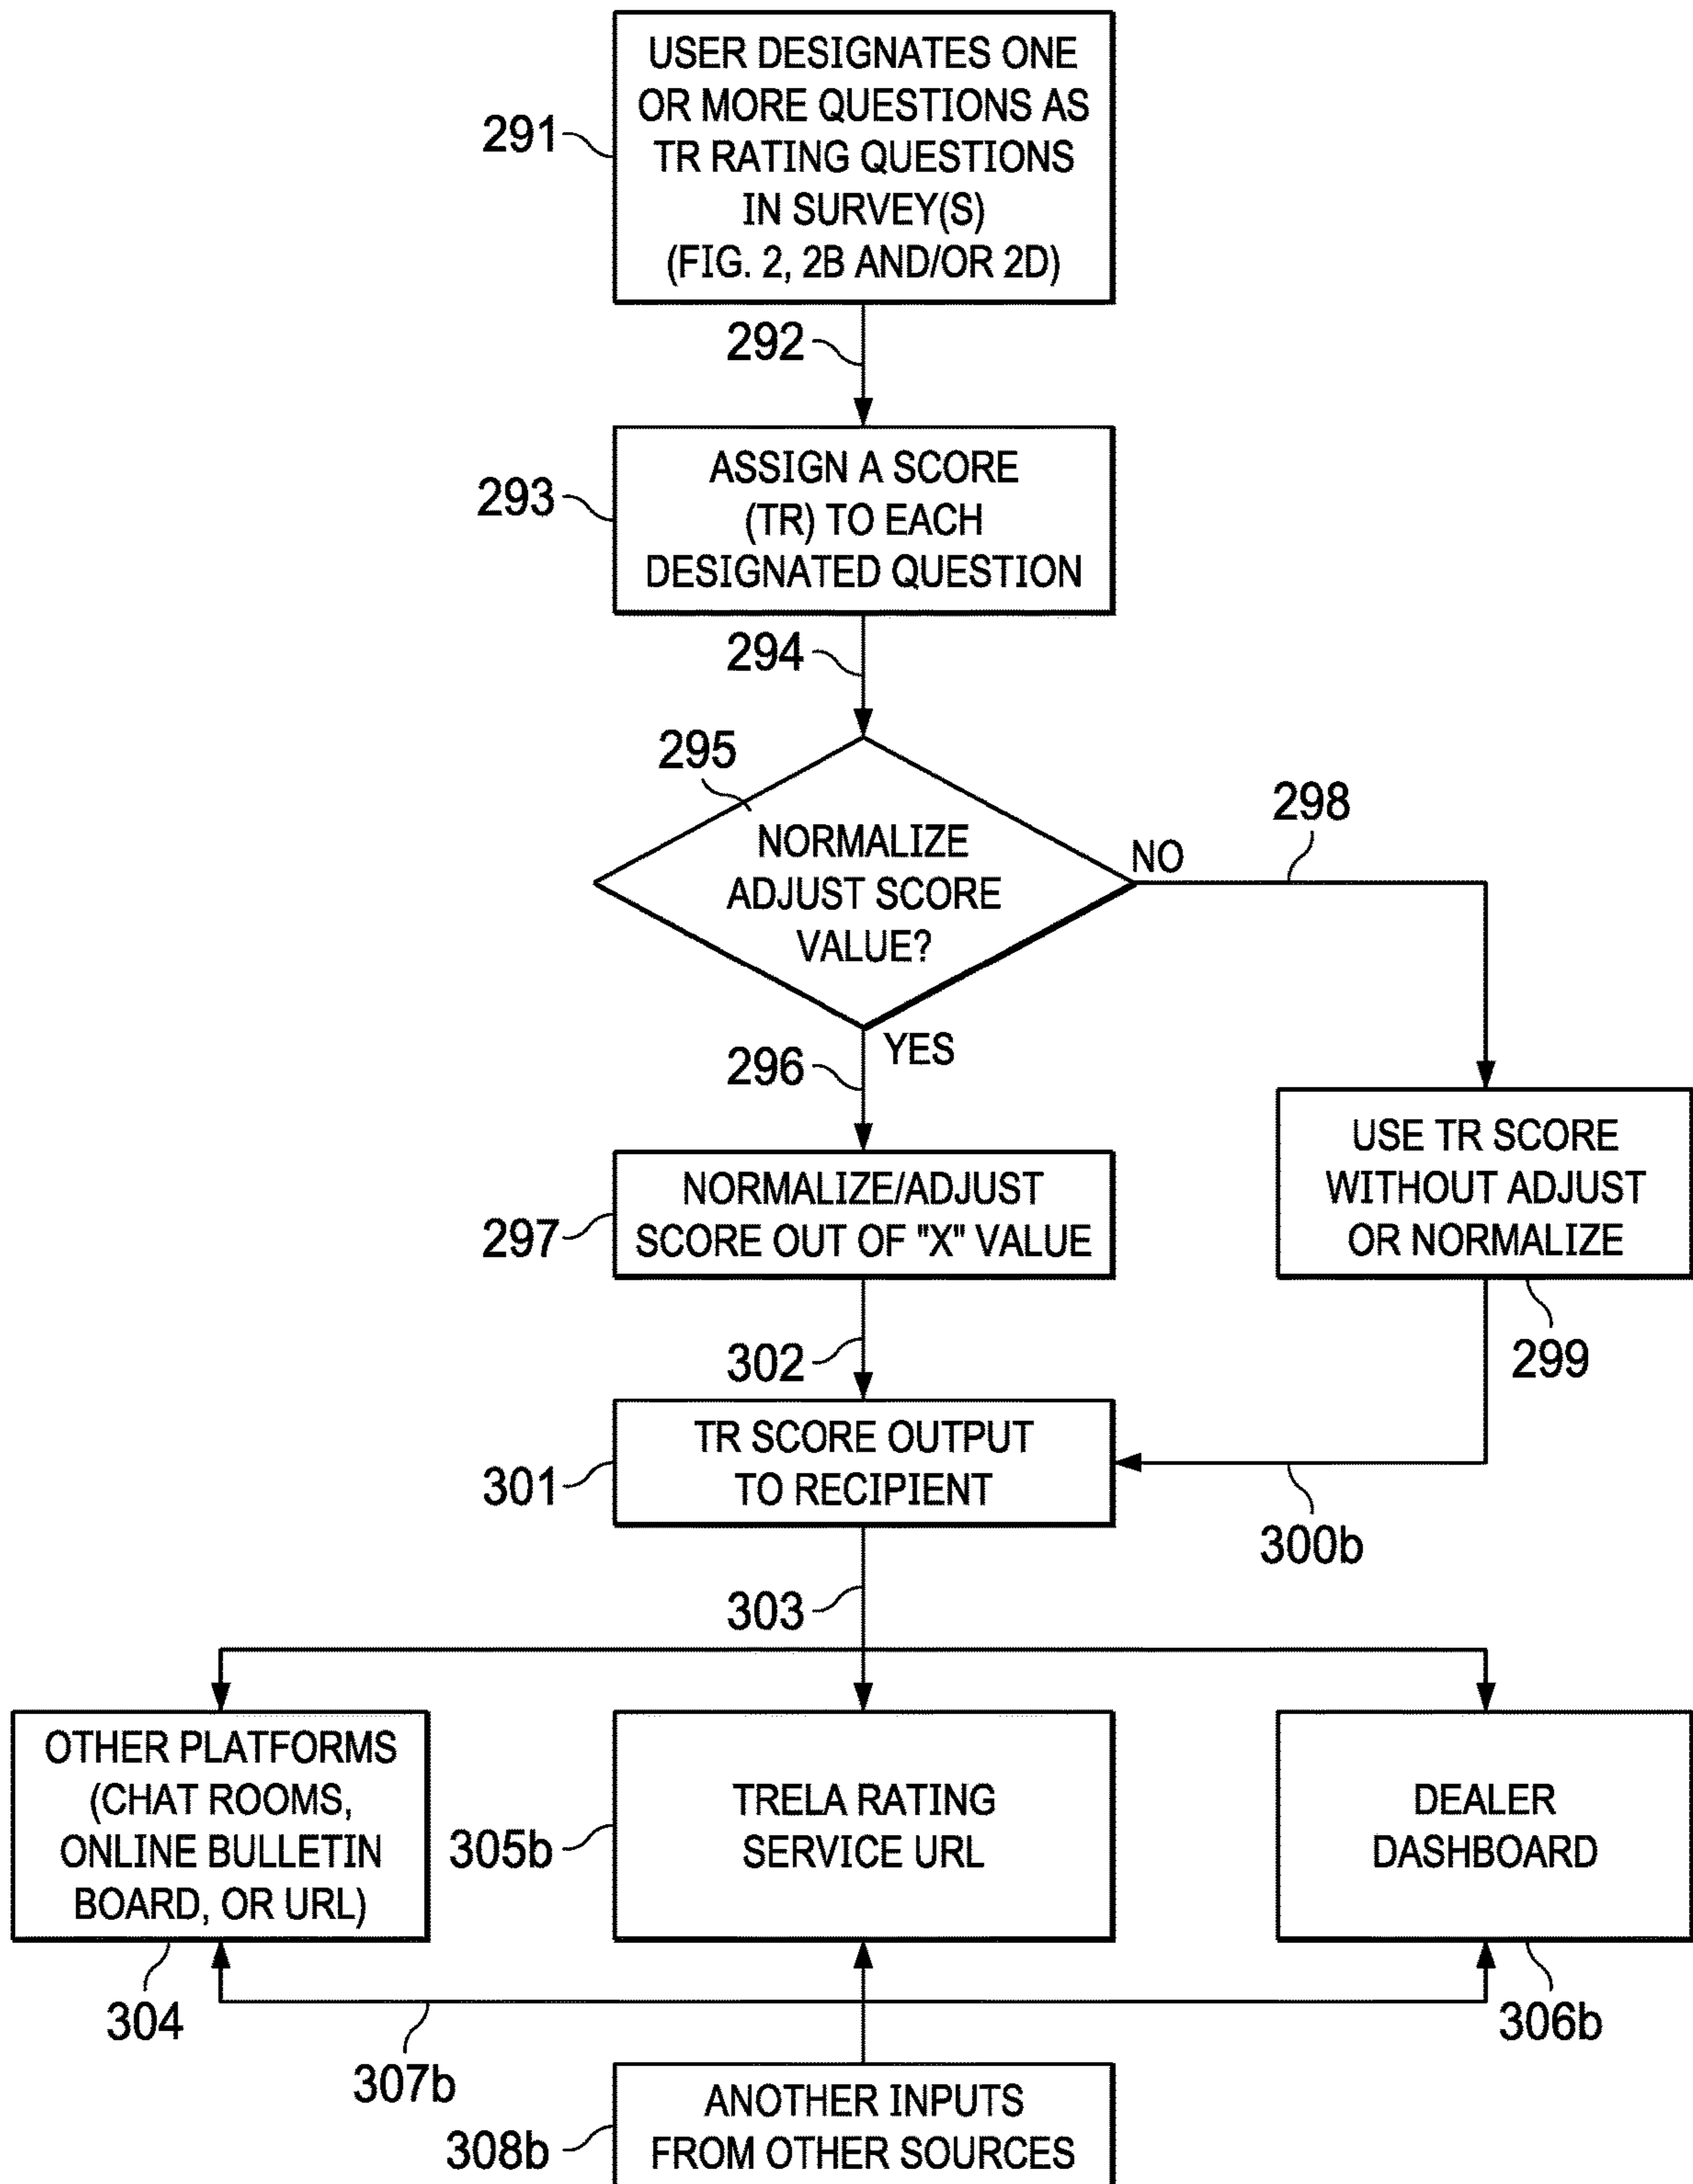 USER DESIGNATES ONE
OR MORE QUESTIONS AS
TR RATING QUESTIONS
IN SURVEY(S)
(FIG. 2, 2B AND/OR 2D)
291
292
ASSIGN A SCORE
(TR) TO EACH
DESIGNATED QUESTION
293
294
295
NORMALIZE
ADJUST SCORE
VALUE?
NO
298
YES
296
NORMALIZE/ADJUST
SCORE OUT OF "X" VALUE
297
USE TR SCORE
WITHOUT ADJUST
OR NORMALIZE
299
302
TR SCORE OUTPUT
TO RECIPIENT
301
300b
303
OTHER PLATFORMS
(CHAT ROOMS,
ONLINE BULLETIN
BOARD, OR URL)
304
TRELA RATING
SERVICE URL
305b
DEALER
DASHBOARD
306b
307b
ANOTHER INPUTS
FROM OTHER SOURCES
308b